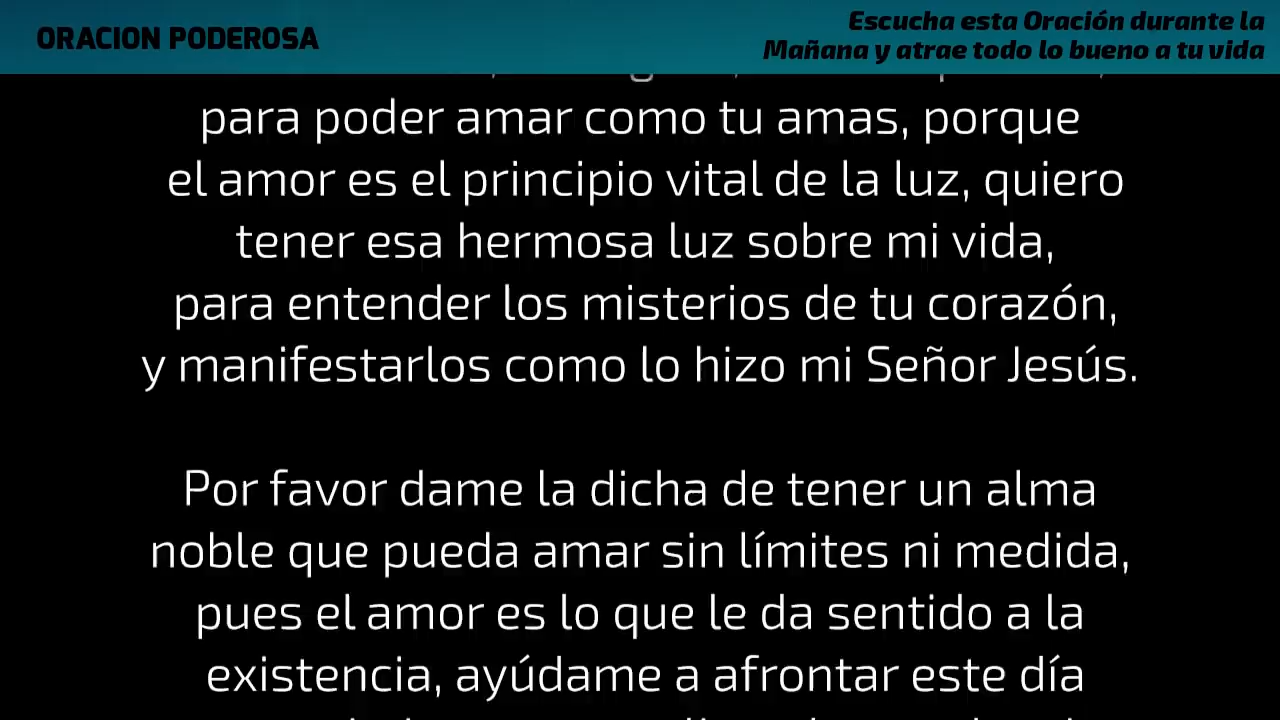 ORACION PODEROSA
Escucha esta Oración durante la
Mañana y atrae todo lo bueno a tu vida
para poder amar como tu amas, porque
el amor es el principio vital de la luz, quiero
tener esa hermosa luz sobre mi vida,
para entender los misterios de tu corazón,
y manifestarlos como lo hizo mi Señor Jesús.
Por favor dame la dicha de tener un alma
noble que pueda amar sin límites ni medida,
pues el amor es lo que le da sentido a la
existencia, ayúdame a afrontar este día